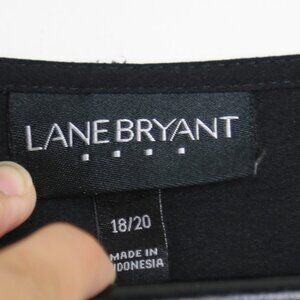 LANE BRYANT
18/20
MADE IN
INDONESIA